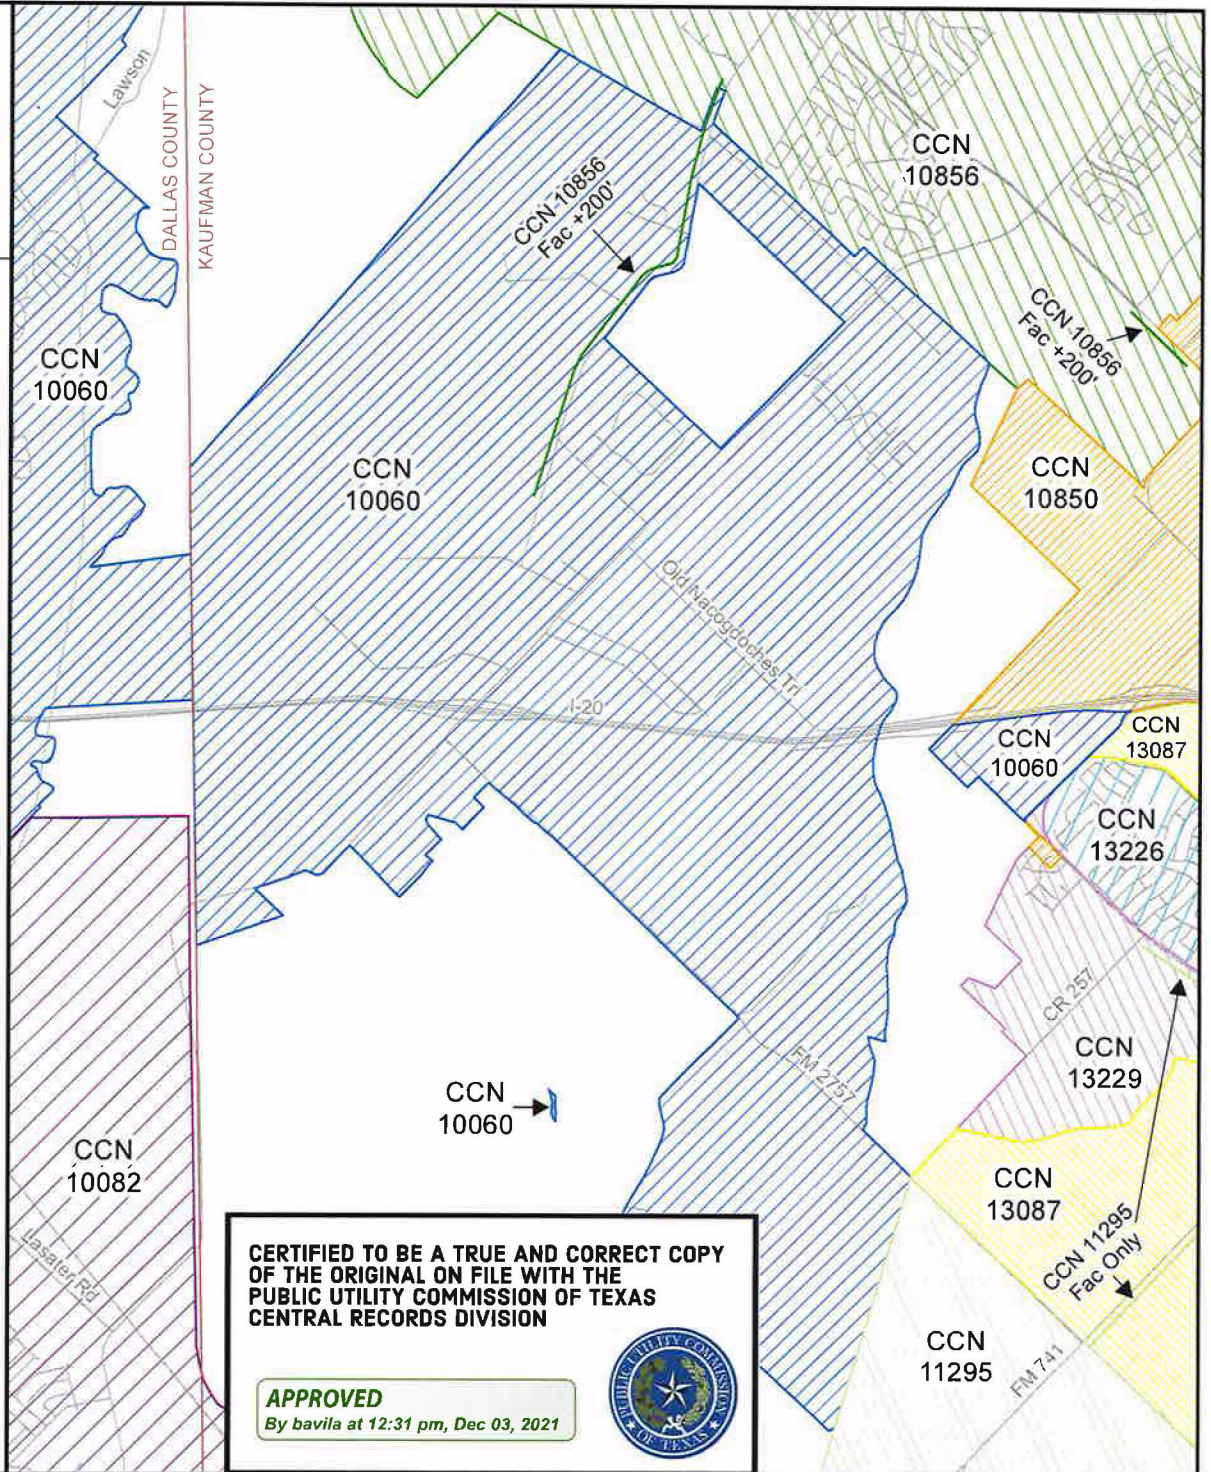 Lawson
DALLAS COUNTY
KAUFMAN COUNTY
CCN
10856
CCN 10856
Fac +200'
CCN 10856
Fac +200'
CCN
10060
CCN
10060
CCN
10850
Old Nacogdoches Trl
I-20
CCN
10060
CCN
13087
CCN
13226
CR 257
CCN
13229
FM 2757
CCN
10060
CCN
10082
CCN
13087
CCN 11295
Fac Only
Lasater Rd
CCN
11295
FM 741
CERTIFIED TO BE A TRUE AND CORRECT COPY
OF THE ORIGINAL ON FILE WITH THE
PUBLIC UTILITY COMMISSION OF TEXAS
CENTRAL RECORDS DIVISION
APPROVED
By bavila at 12:31 pm, Dec 03, 2021
PUBLIC UTILITY COMMISSION
OF TEXAS